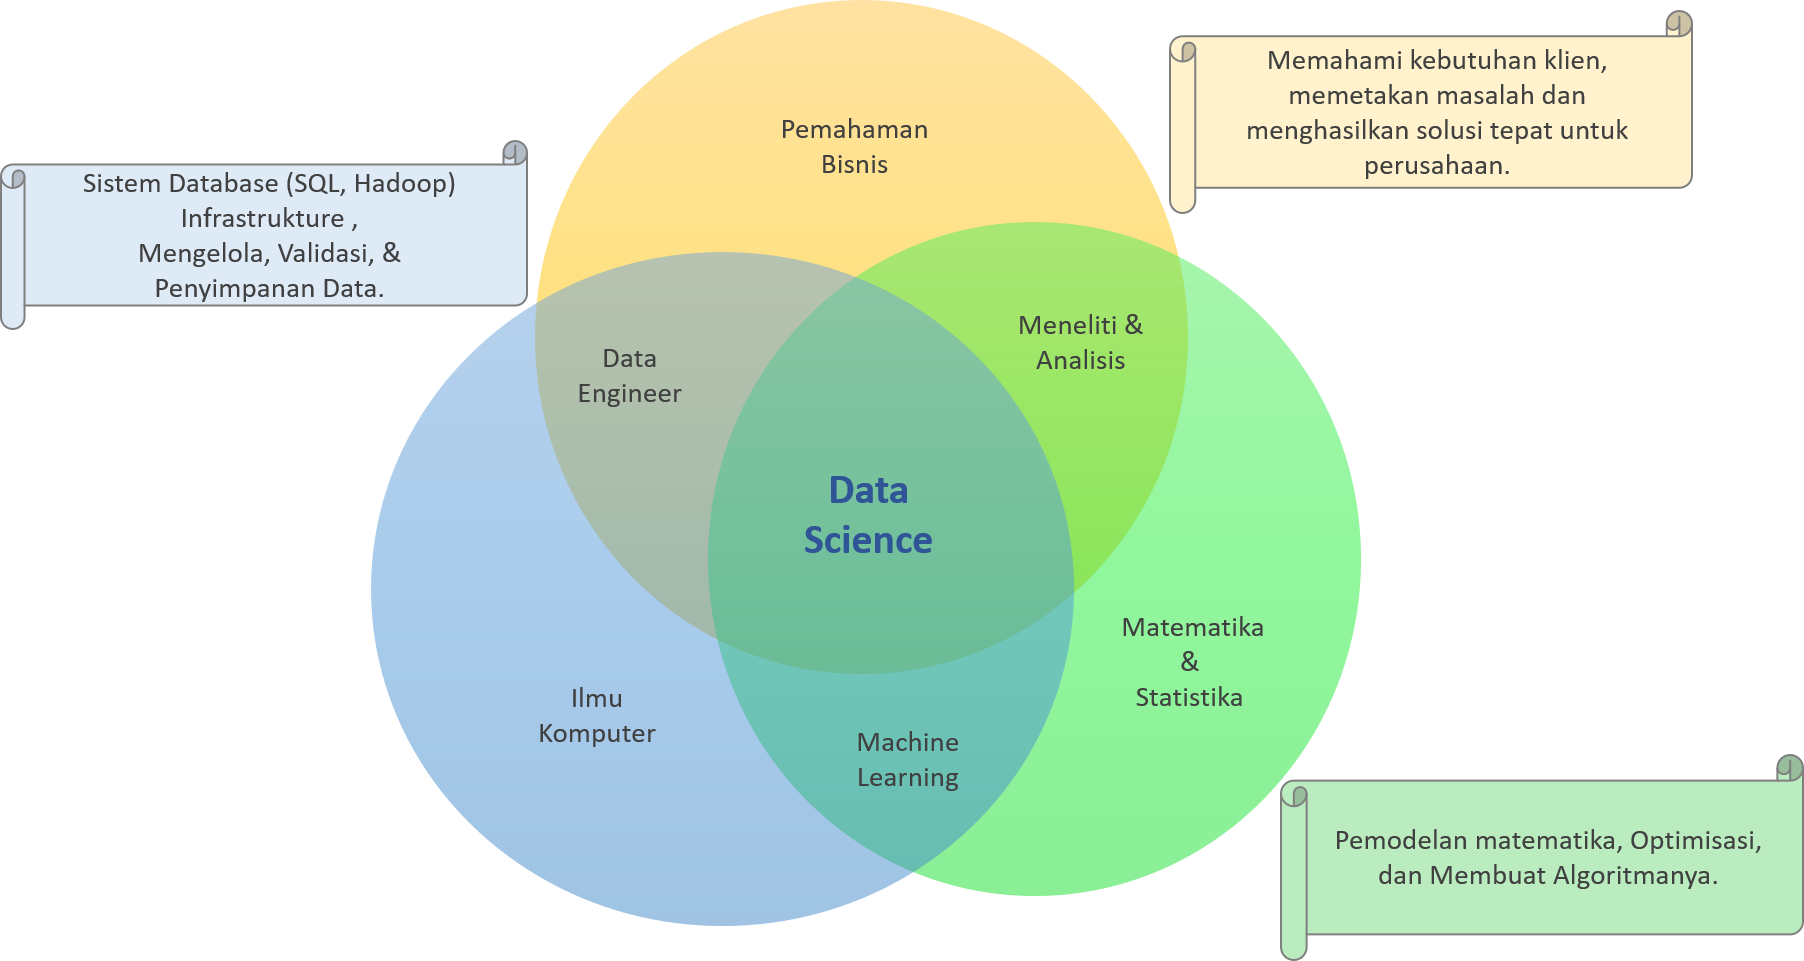 Pemahaman
Bisnis
Memahami kebutuhan klien,
memetakan masalah dan
menghasilkan solusi tepat untuk
perusahaan.
Sistem Database (SQL, Hadoop)
Infrastrukture ,
Mengelola, Validasi, &
Penyimpanan Data.
Meneliti &
Analisis
Data
Engineer
Data
Science
Matematika
&
Statistika
Ilmu
Komputer
Machine
Learning
Pemodelan matematika, Optimisasi,
dan Membuat Algoritmanya.